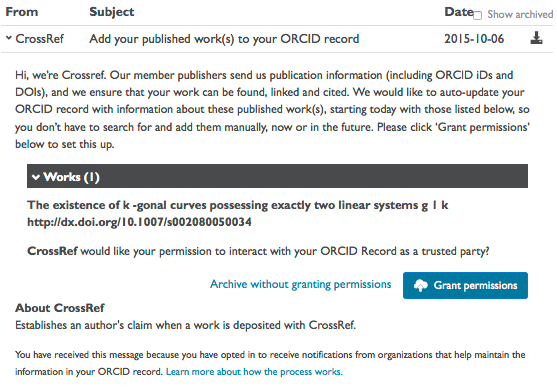 From Subject Date Show archived
CrossRef Add your published work(s) to your ORCID record 2015-10-06
Hi, we're Crossref. Our member publishers send us publication information (including ORCID iDs and
DOIs), and we ensure that your work can be found, linked and cited. We would like to auto-update your
ORCID record with information about these published work(s), starting today with those listed below, so
you don't have to search for and add them manually, now or in the future. Please click 'Grant permissions'
below to set this up.
Works (1)
The existence of k -gonal curves possessing exactly two linear systems g 1 k
http://dx.doi.org/10.1007/s002080050034
CrossRef would like your permission to interact with your ORCID Record as a trusted party?
Archive without granting permissions Grant permissions
About CrossRef
Establishes an author's claim when a work is deposited with CrossRef.
You have received this message because you have opted in to receive notifications from organizations that help maintain the
information in your ORCID record. Learn more about how the process works.